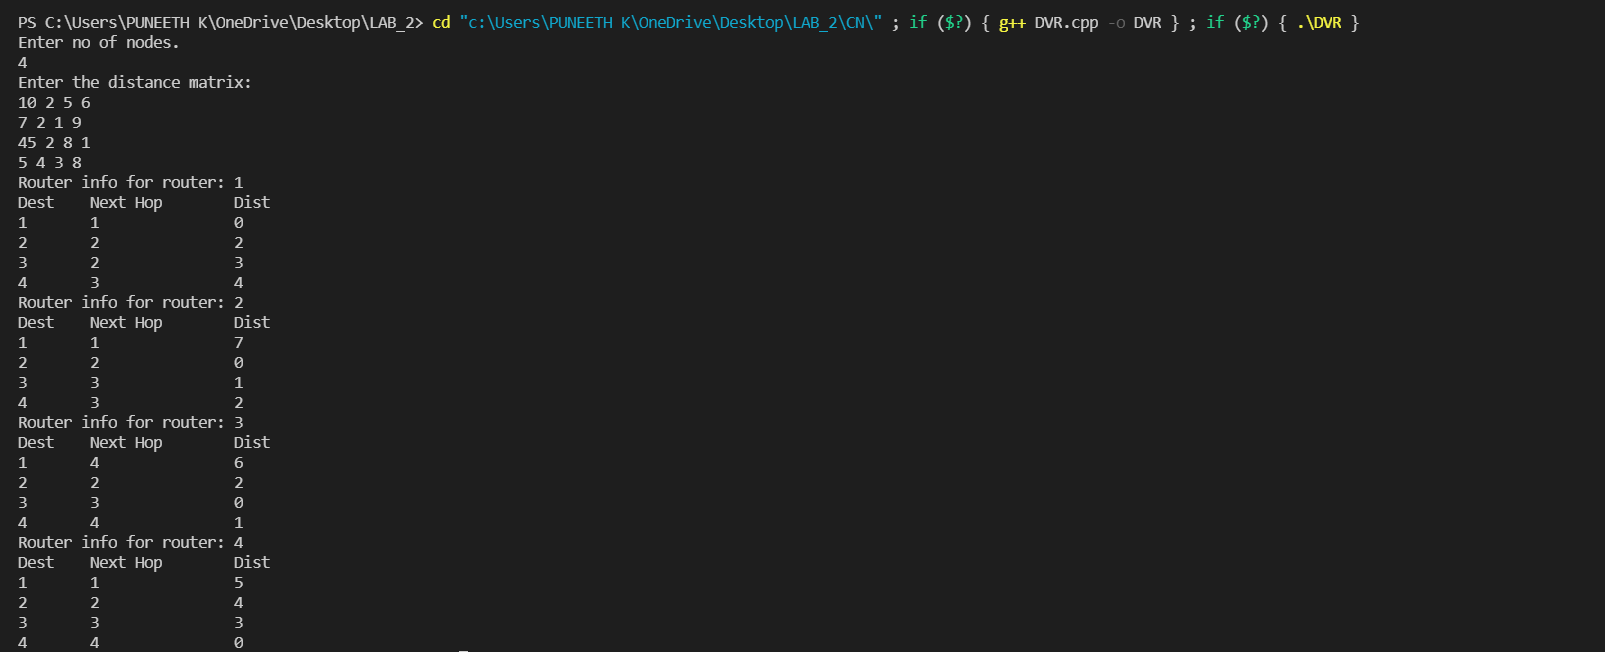 PS C:\Users\PUNEETH K\OneDrive\Desktop\LAB_2> cd "c:\Users\PUNEETH K\OneDrive\Desktop\LAB_2\CN\" ; if ($?) { g++ DVR.cpp -o DVR } ; if ($?) { .\DVR }
Enter no of nodes.
4
Enter the distance matrix:
10 2 5 6
7 2 1 9
45 2 8 1
5 4 3 8
Router info for router: 1
Dest    Next Hop        Dist
1       1               0
2       2               2
3       2               3
4       3               4
Router info for router: 2
Dest    Next Hop        Dist
1       1               7
2       2               0
3       3               1
4       3               2
Router info for router: 3
Dest    Next Hop        Dist
1       4               6
2       2               2
3       3               0
4       4               1
Router info for router: 4
Dest    Next Hop        Dist
1       1               5
2       2               4
3       3               3
4       4               0